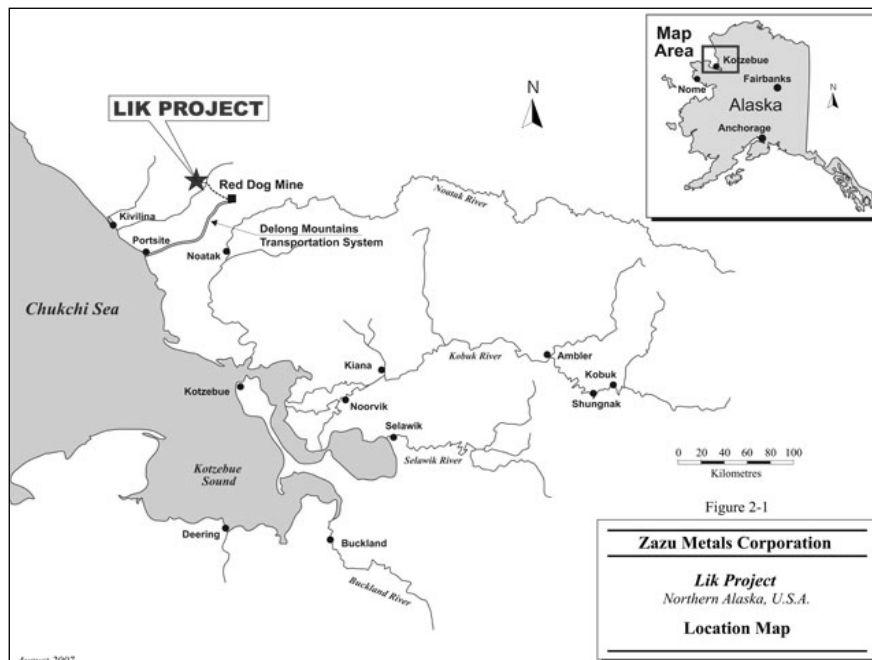 Map
Area
Kotzebue
Nome
Fairbanks
Alaska
N
Anchorage
N
LIK PROJECT
Red Dog Mine
Noatak River
Kivilina
Delong Mountains
Transportation System
Portsite
Noatak
Chukchi Sea
Kiana
Kobuk River
Ambler
Kobuk
Kotzebue
Noorvik
Shungnak
Selawik
Selawik River
Kotzebue
Sound
0 20 40 60 80 100
Kilometres
Figure 2-1
Deering
Buckland
Buckland River
Zazu Metals Corporation
Lik Project
Northern Alaska, U.S.A.
Location Map
August 2007